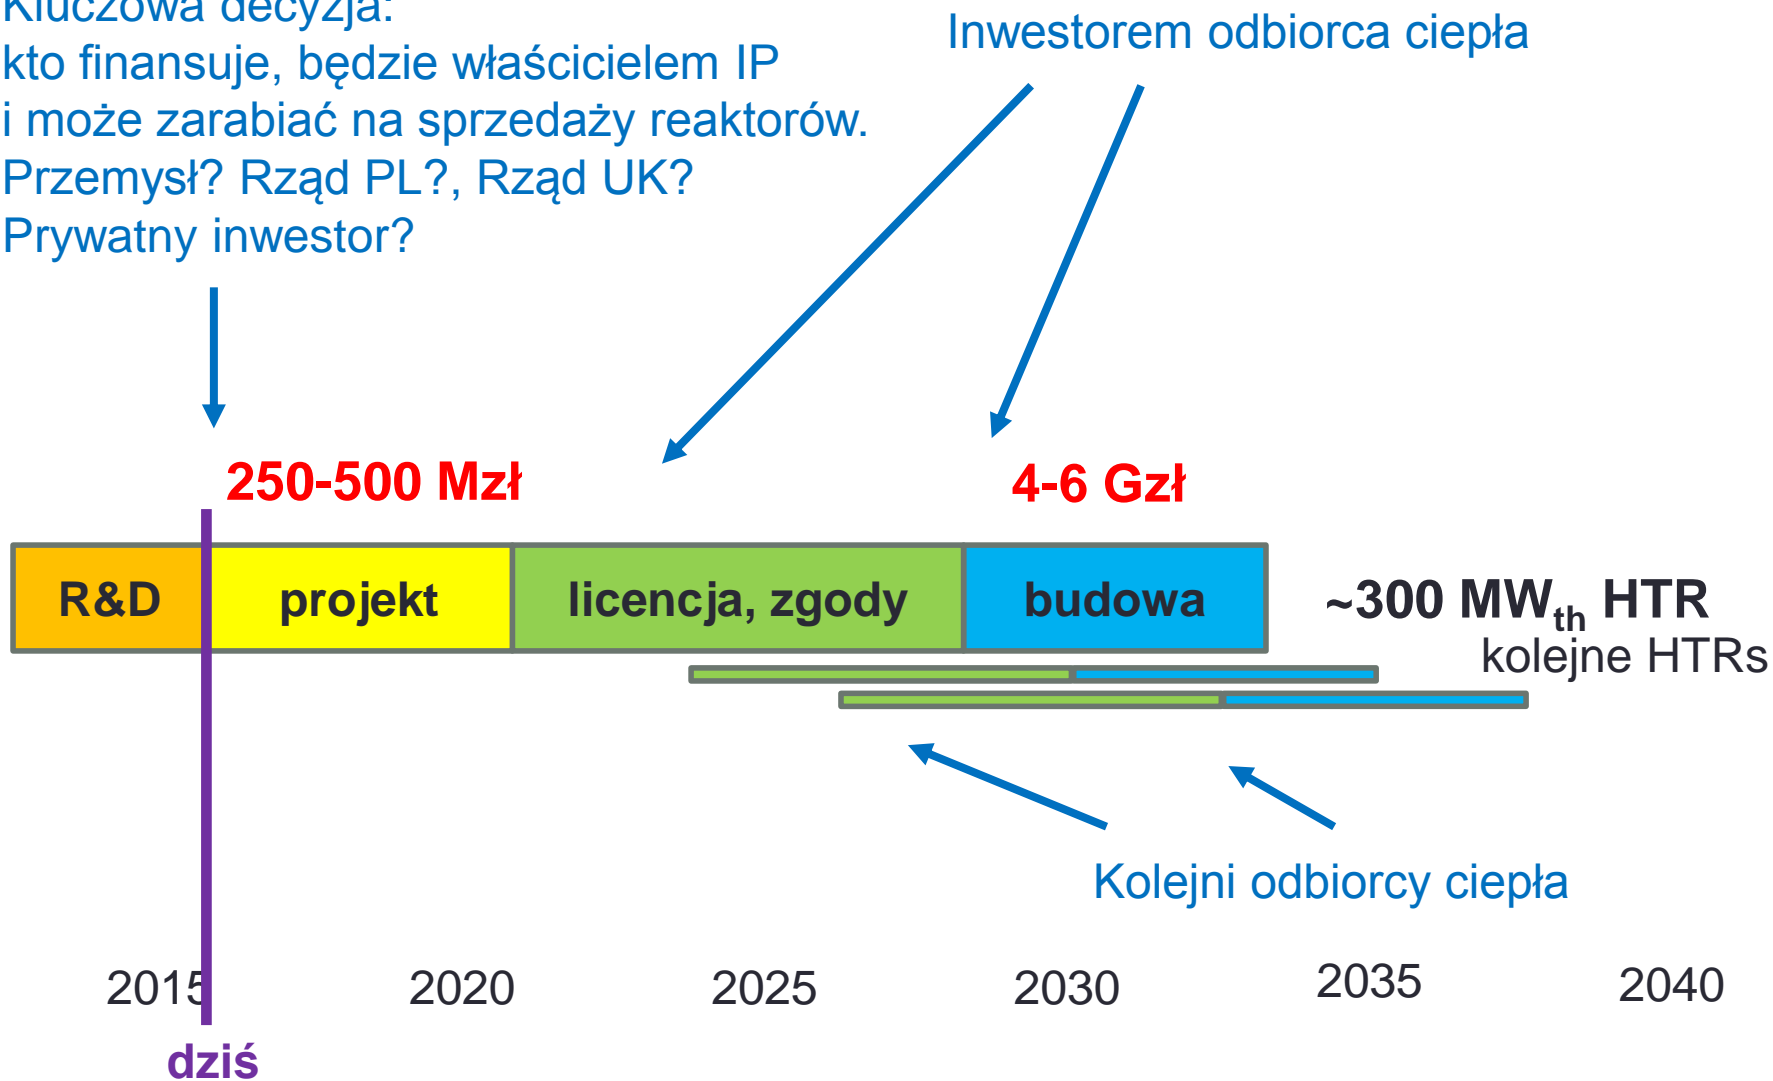 Kluczowa decyzja:
kto finansuje, będzie właścicielem IP
i może zarabiać na sprzedaży reaktorów.
Przemysł? Rząd PL?, Rząd UK?
Prywatny inwestor?
Inwestorem odbiorca ciepła
250-500 Mzł
4-6 Gzł
R&D
projekt
licencja, zgody
budowa
~300 MWth HTR
kolejne HTRs
Kolejni odbiorcy ciepła
2015
2020
2025
2030
2035
2040
dziś